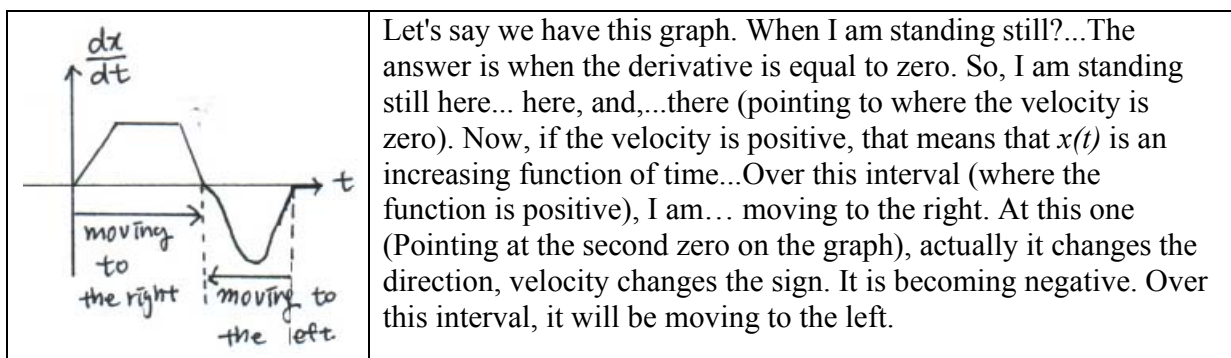 dx
dt
t
moving
to
the right
moving to
the left.
Let's say we have this graph. When I am standing still?...The
answer is when the derivative is equal to zero. So, I am standing
still here... here, and,...there (pointing to where the velocity is
zero). Now, if the velocity is positive, that means that x(t) is an
increasing function of time...Over this interval (where the
function is positive), I am… moving to the right. At this one
(Pointing at the second zero on the graph), actually it changes the
direction, velocity changes the sign. It is becoming negative. Over
this interval, it will be moving to the left.